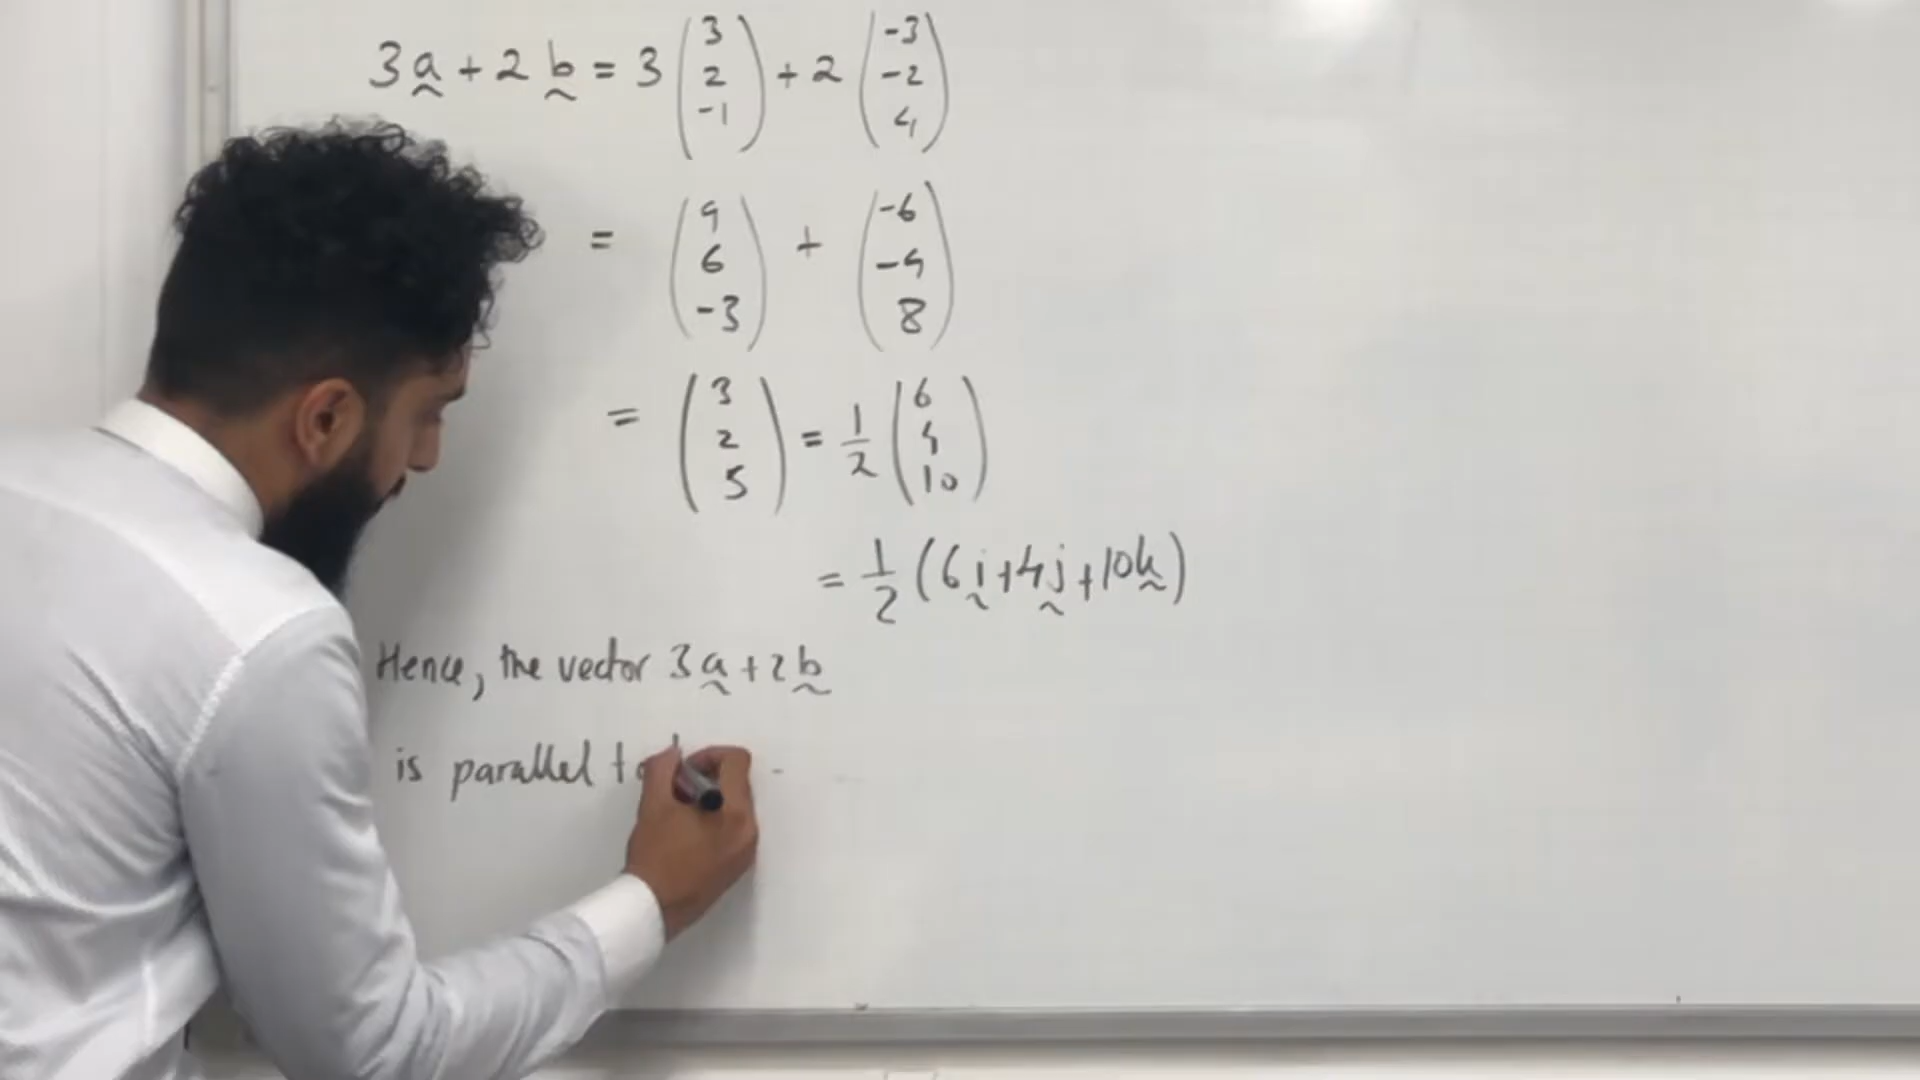 3a + 2b = 3 (3 2 -1) + 2 (-3 -2 4)
= (9 6 -3) + (-6 -4 8)
= (3 2 5) = 1/2 (6 4 10)
= 1/2 (6i + 4j + 10k)
Hence, the vector 3a + 2b
is parallel to